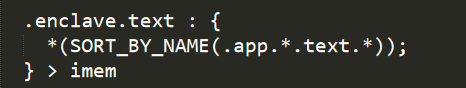 .enclave.text : {
  *(SORT_BY_NAME(.app.*.text.*));
} > imem